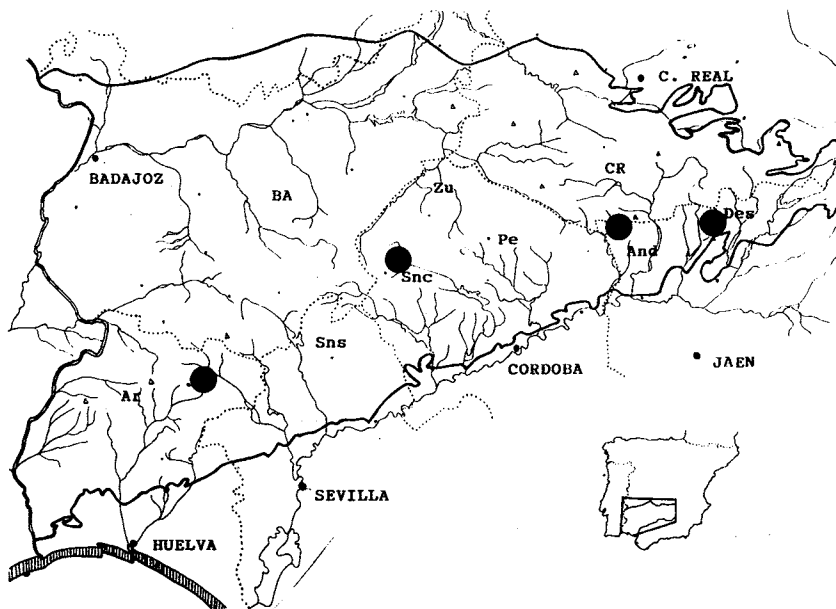 C. REAL
BADAJOZ
BA
Zu
CR
Des
And
Pe
Snc
Sns
CORDOBA
JAEN
Ar
SEVILLA
HUELVA